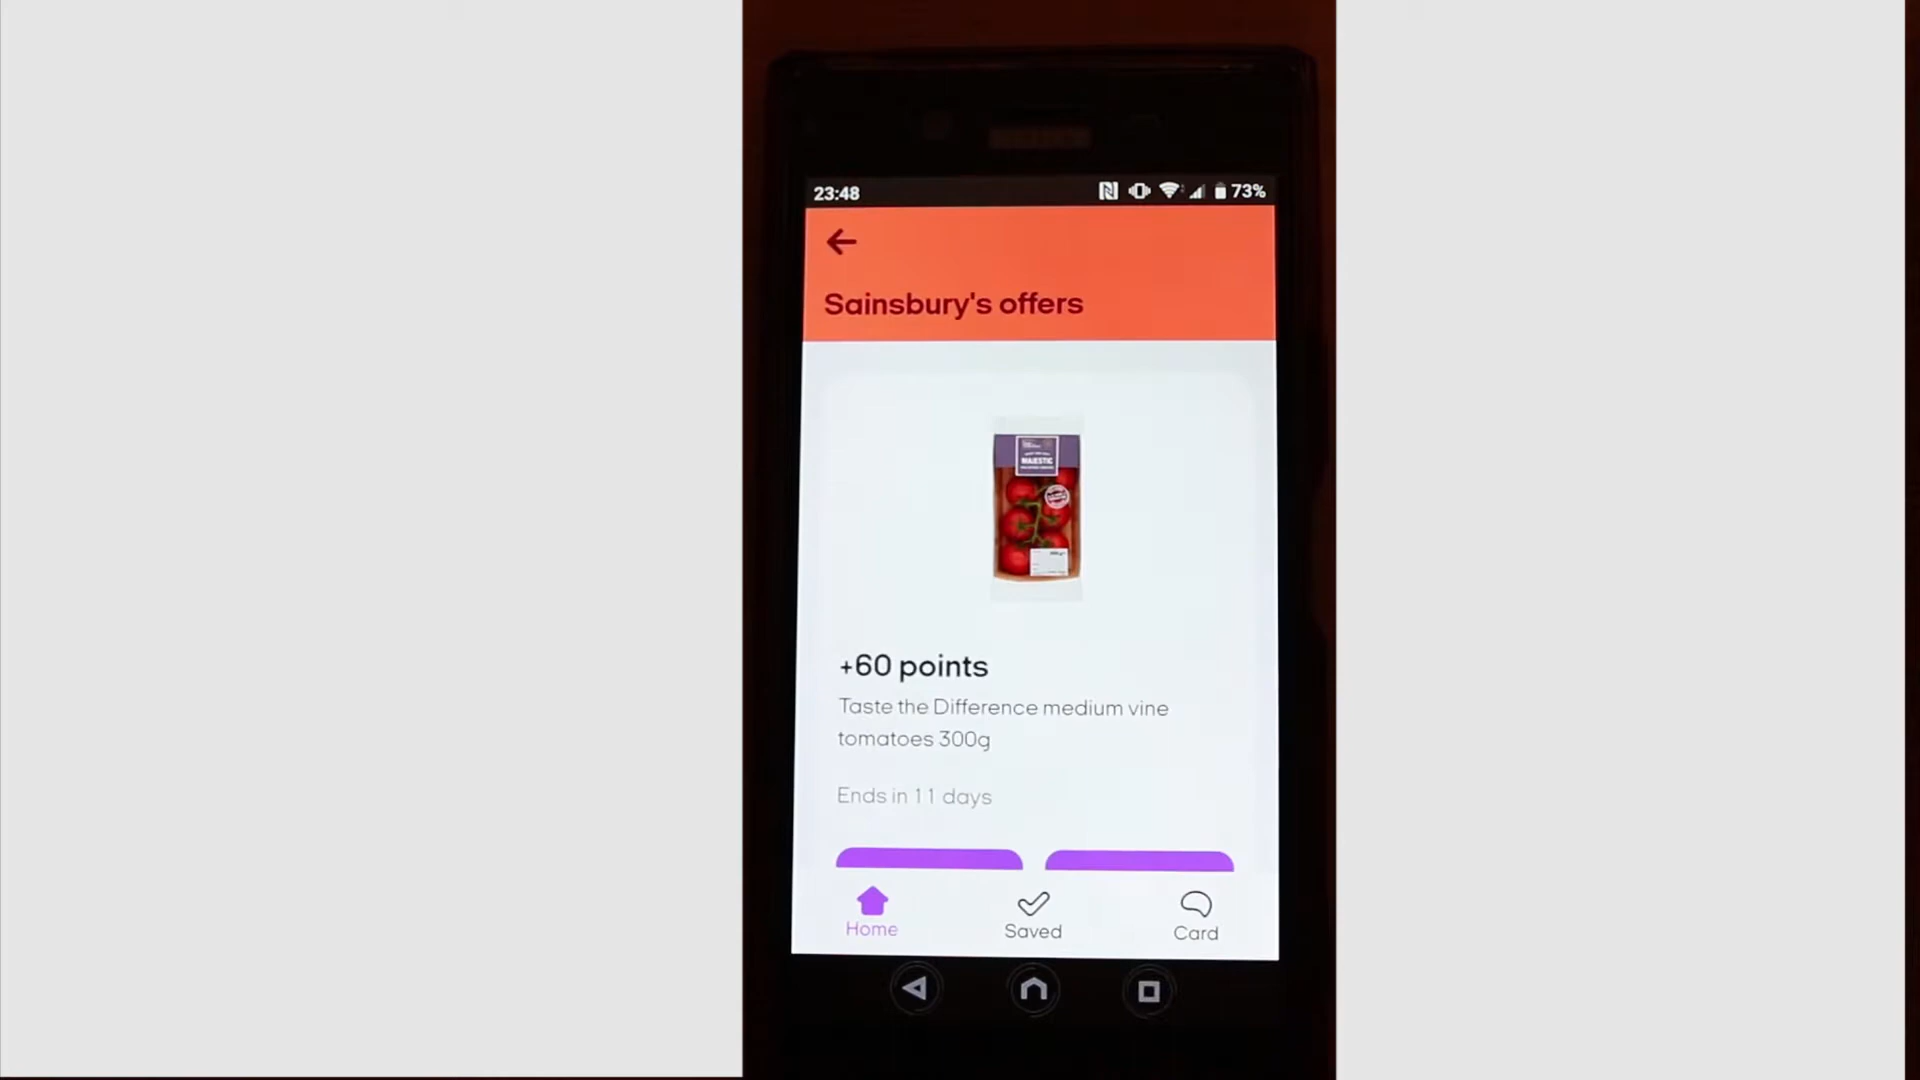 23:48
73%
Sainsbury's offers
MAJESTIC
+60 points
Taste the Difference medium vine
tomatoes 300g
Ends in 11 days
Home
Saved
Card